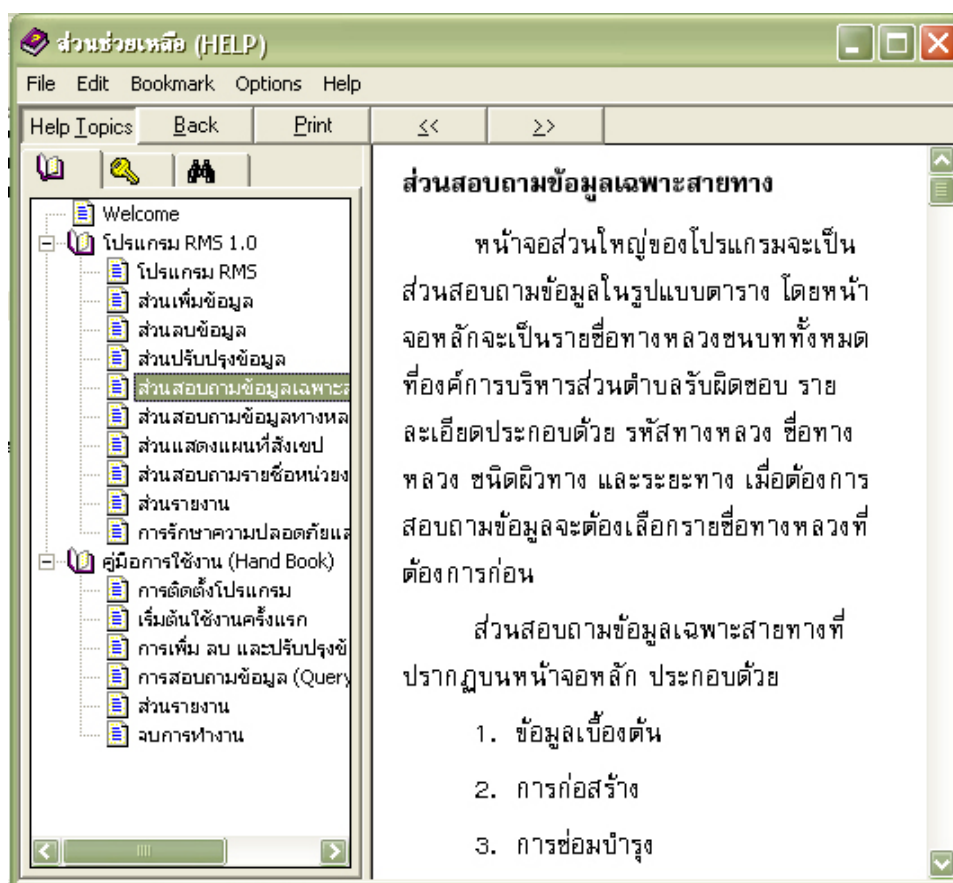 ส่วนช่วยเหลือ (HELP)
File Edit Bookmark Options Help
Help Topics Back Print << >>
Welcome
โปรแกรม RMS 1.0
โปรแกรม RMS
ส่วนเพิ่มข้อมูล
ส่วนลบข้อมูล
ส่วนปรับปรุงข้อมูล
ส่วนสอบถามข้อมูลเฉพาะส
ส่วนสอบถามข้อมูลทางหล
ส่วนแสดงแผนที่สังเขป
ส่วนสอบถามรายชื่อหน่วยง
ส่วนรายงาน
การรักษาความปลอดภัยแล
คู่มือการใช้งาน (Hand Book)
การติดตั้งโปรแกรม
เริ่มต้นใช้งานครั้งแรก
การเพิ่ม ลบ และปรับปรุงข้
การสอบถามข้อมูล (Query
ส่วนรายงาน
จบการทำงาน
ส่วนสอบถามข้อมูลเฉพาะสายทาง
หน้าจอส่วนใหญ่ของโปรแกรมจะเป็น
ส่วนสอบถามข้อมูลในรูปแบบตาราง โดยหน้า
จอหลักจะเป็นรายชื่อทางหลวงชนบททั้งหมด
ที่องค์การบริหารส่วนตำบลรับผิดชอบ ราย
ละเอียดประกอบด้วย รหัสทางหลวง ชื่อทาง
หลวง ชนิดผิวทาง และระยะทาง เมื่อต้องการ
สอบถามข้อมูลจะต้องเลือกรายชื่อทางหลวงที่
ต้องการก่อน
ส่วนสอบถามข้อมูลเฉพาะสายทางที่
ปรากฏบนหน้าจอหลัก ประกอบด้วย
1. ข้อมูลเบื้องต้น
2. การก่อสร้าง
3. การซ่อมบำรุง